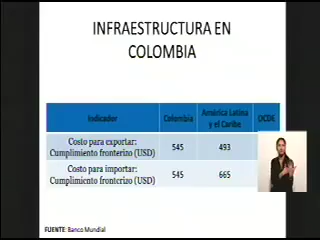 INFRAESTRUCTURA EN
COLOMBIA
Indicador Colombia América Latina y el Caribe OCDE
Costo para exportar:
Cumplimiento fronterizo (USD) 545 493
Costo para importar:
Cumplimiento fronterizo (USD) 545 665
FUENTE: Banco Mundial